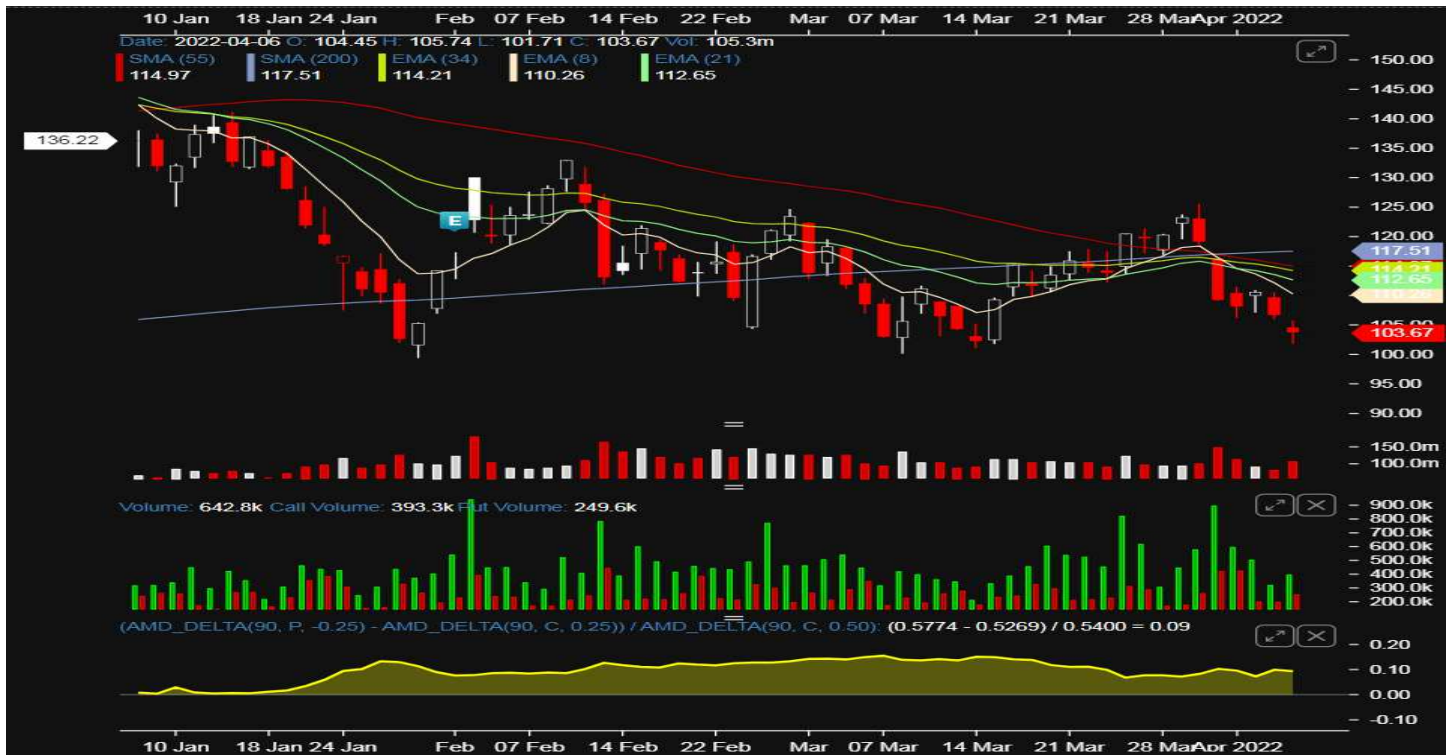 10 Jan 18 Jan 24 Jan Feb 07 Feb 14 Feb 22 Feb Mar 07 Mar 14 Mar 21 Mar 28 Mar Apr 2022
Date: 2022-04-06 O: 104.45 H: 105.74 L: 101.71 C: 103.67 Vol: 105.3m
SMA (55) SMA (200) EMA (34) EMA (8) EMA (21)
114.97 117.51 114.21 110.26 112.65
150.00
145.00
140.00
136.22
135.00
130.00
125.00
E
120.00
117.51
114.21
112.65
110.26
105.00
103.67
100.00
95.00
90.00
150.0m
100.0m
Volume: 642.8k Call Volume: 393.3k Put Volume: 249.6k
900.0k
800.0k
700.0k
600.0k
500.0k
400.0k
300.0k
200.0k
(AMD_DELTA(90, P, -0.25) - AMD_DELTA(90, C, 0.25)) / AMD_DELTA(90, C, 0.50): (0.5774 - 0.5269) / 0.5400 = 0.09
0.20
0.10
0.00
-0.10
10 Jan 18 Jan 24 Jan Feb 07 Feb 14 Feb 22 Feb Mar 07 Mar 14 Mar 21 Mar 28 Mar Apr 2022